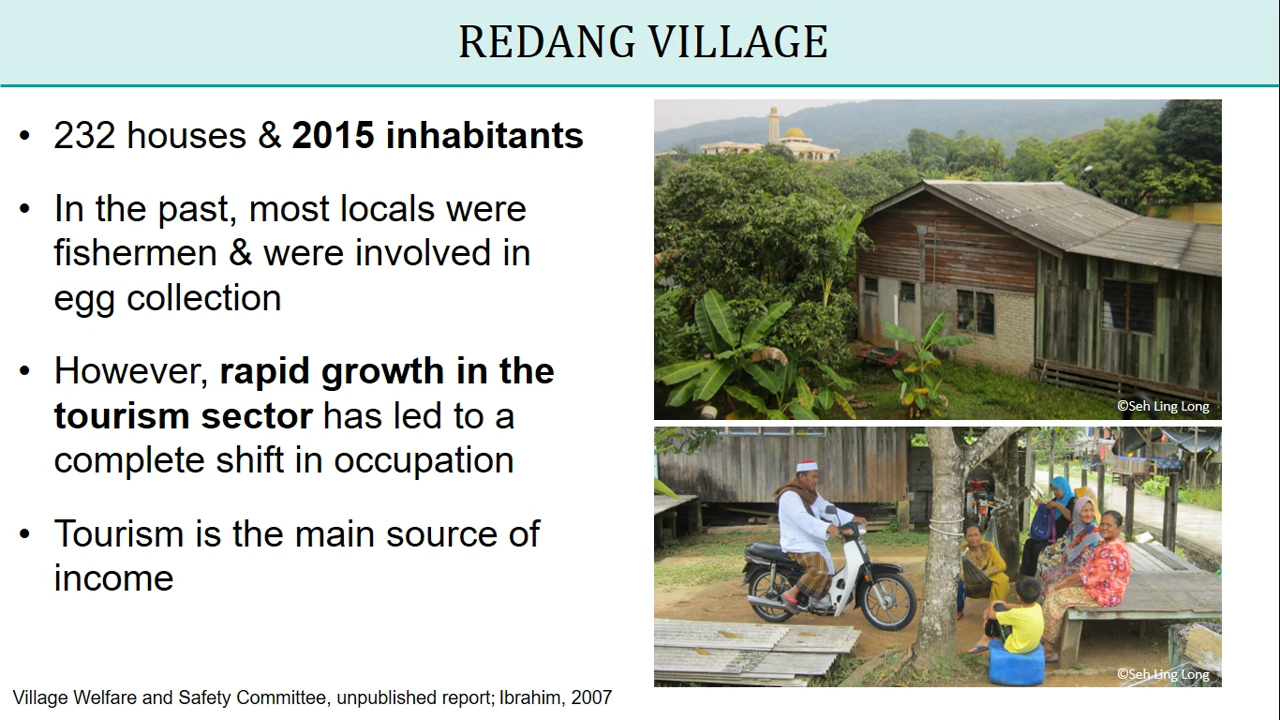 REDANG VILLAGE
• 232 houses & 2015 inhabitants
• In the past, most locals were
fishermen & were involved in
egg collection
• However, rapid growth in the
tourism sector has led to a
complete shift in occupation
• Tourism is the main source of
income
©Seh Ling Long
©Seh Ling Long
Village Welfare and Safety Committee, unpublished report; Ibrahim, 2007